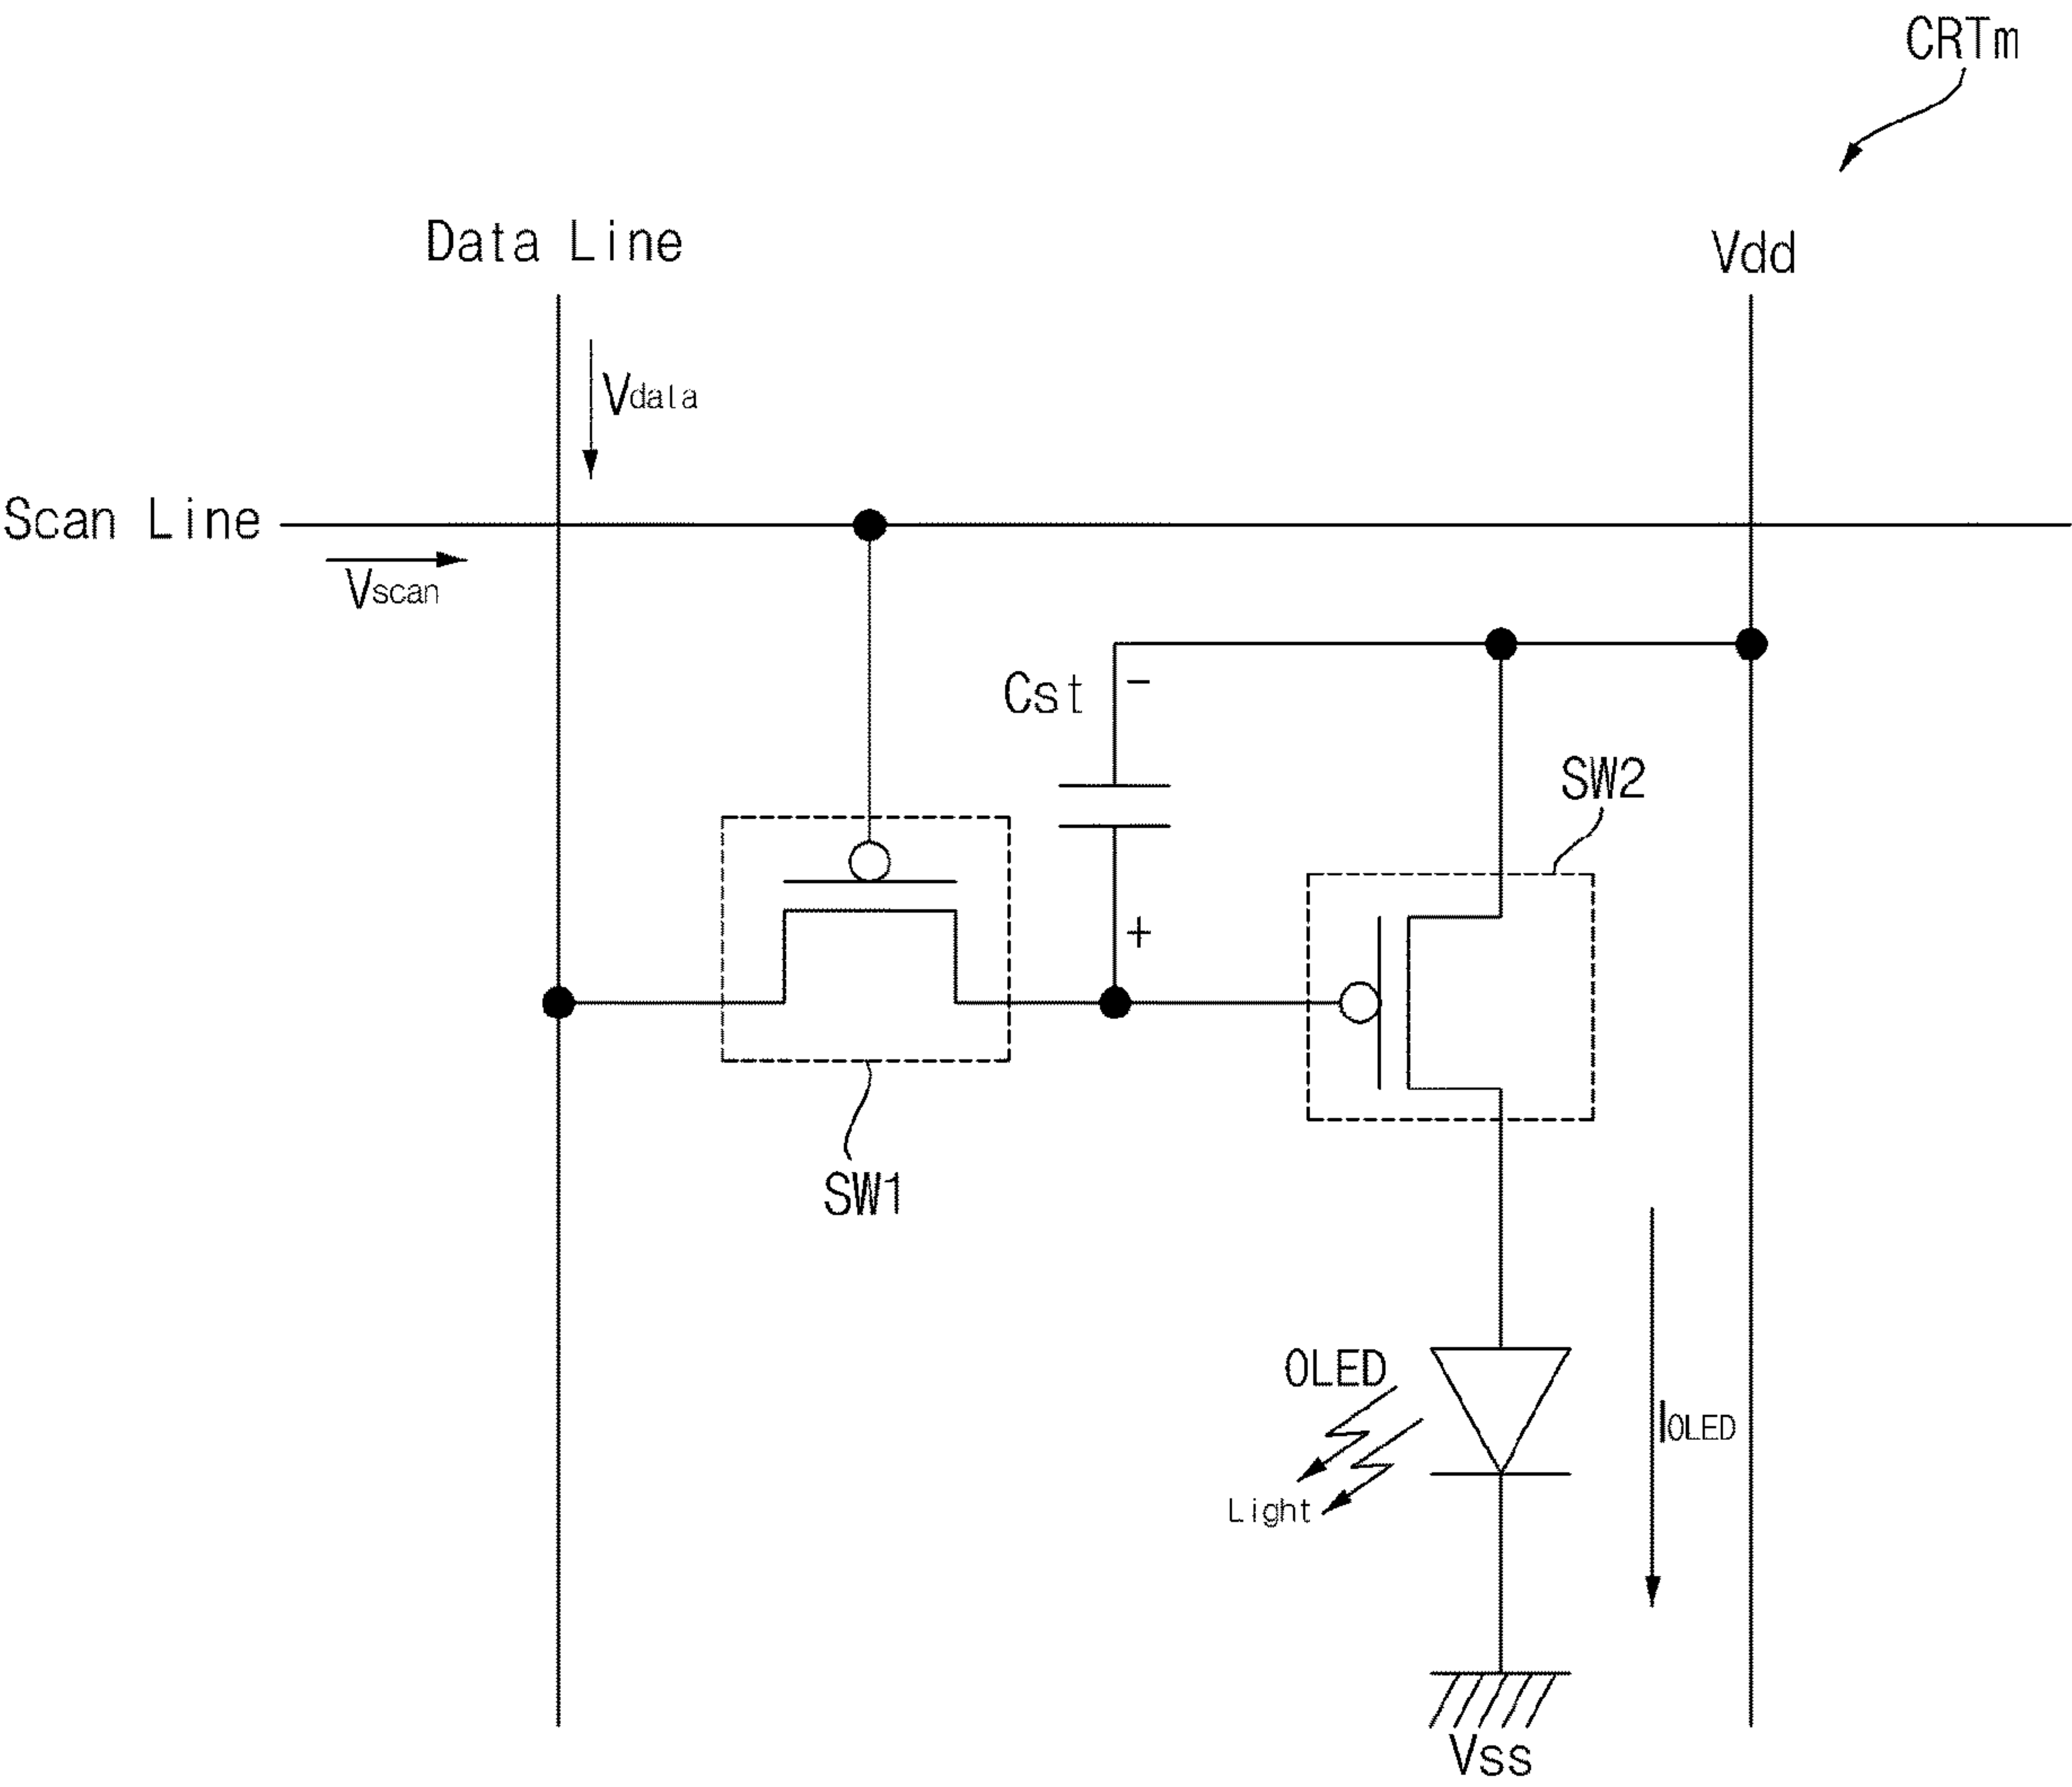 CRTm
Data Line
Vdd
Vdata
Scan Line
Vscan
Cst
-
SW2
+
SW1
OLED
IOLED
Light
Vss